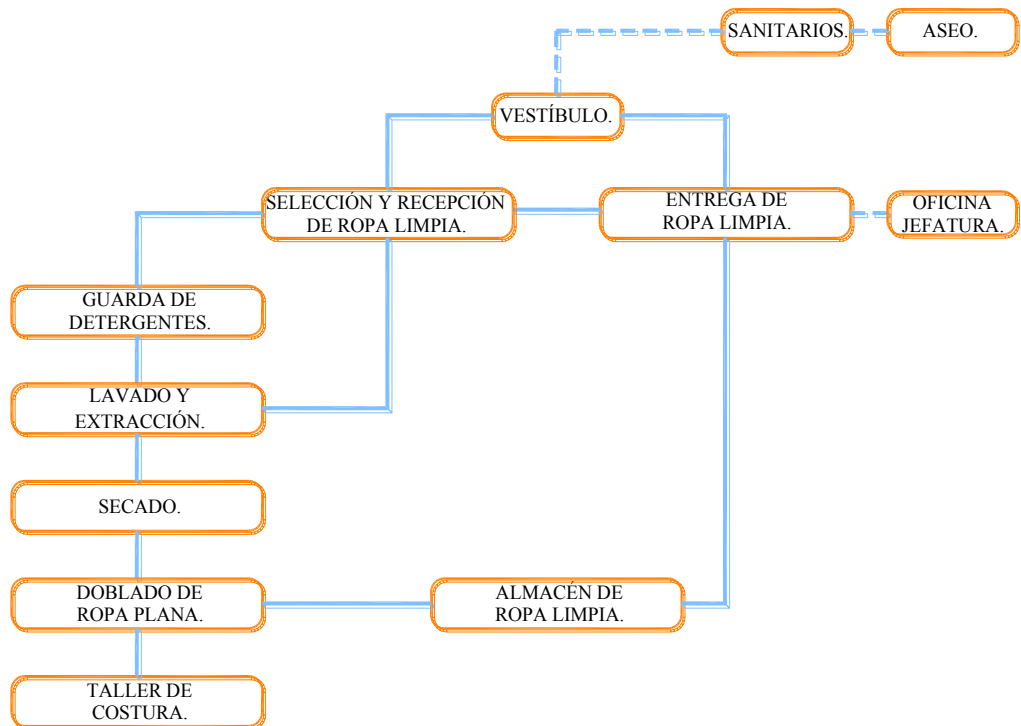 SANITARIOS.
ASEO.
VESTÍBULO.
SELECCIÓN Y RECEPCIÓN
DE ROPA LIMPIA.
ENTREGA DE
ROPA LIMPIA.
OFICINA
JEFATURA.
GUARDA DE
DETERGENTES.
LAVADO Y
EXTRACCIÓN.
SECADO.
DOBLADO DE
ROPA PLANA.
ALMACÉN DE
ROPA LIMPIA.
TALLER DE
COSTURA.